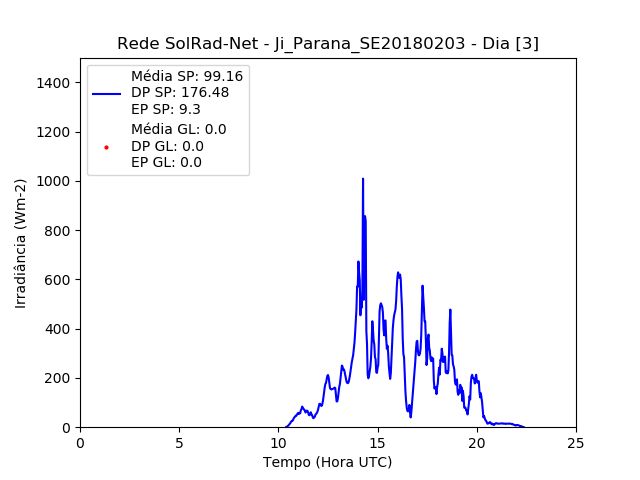 Rede SolRad-Net - Ji_Parana_SE20180203 - Dia [3]
Média SP: 99.16
DP SP: 176.48
EP SP: 9.3
Média GL: 0.0
DP GL: 0.0
EP GL: 0.0
1400
1200
1000
800
600
400
200
0
Irradiância (Wm-2)
0 5 10 15 20 25
Tempo (Hora UTC)